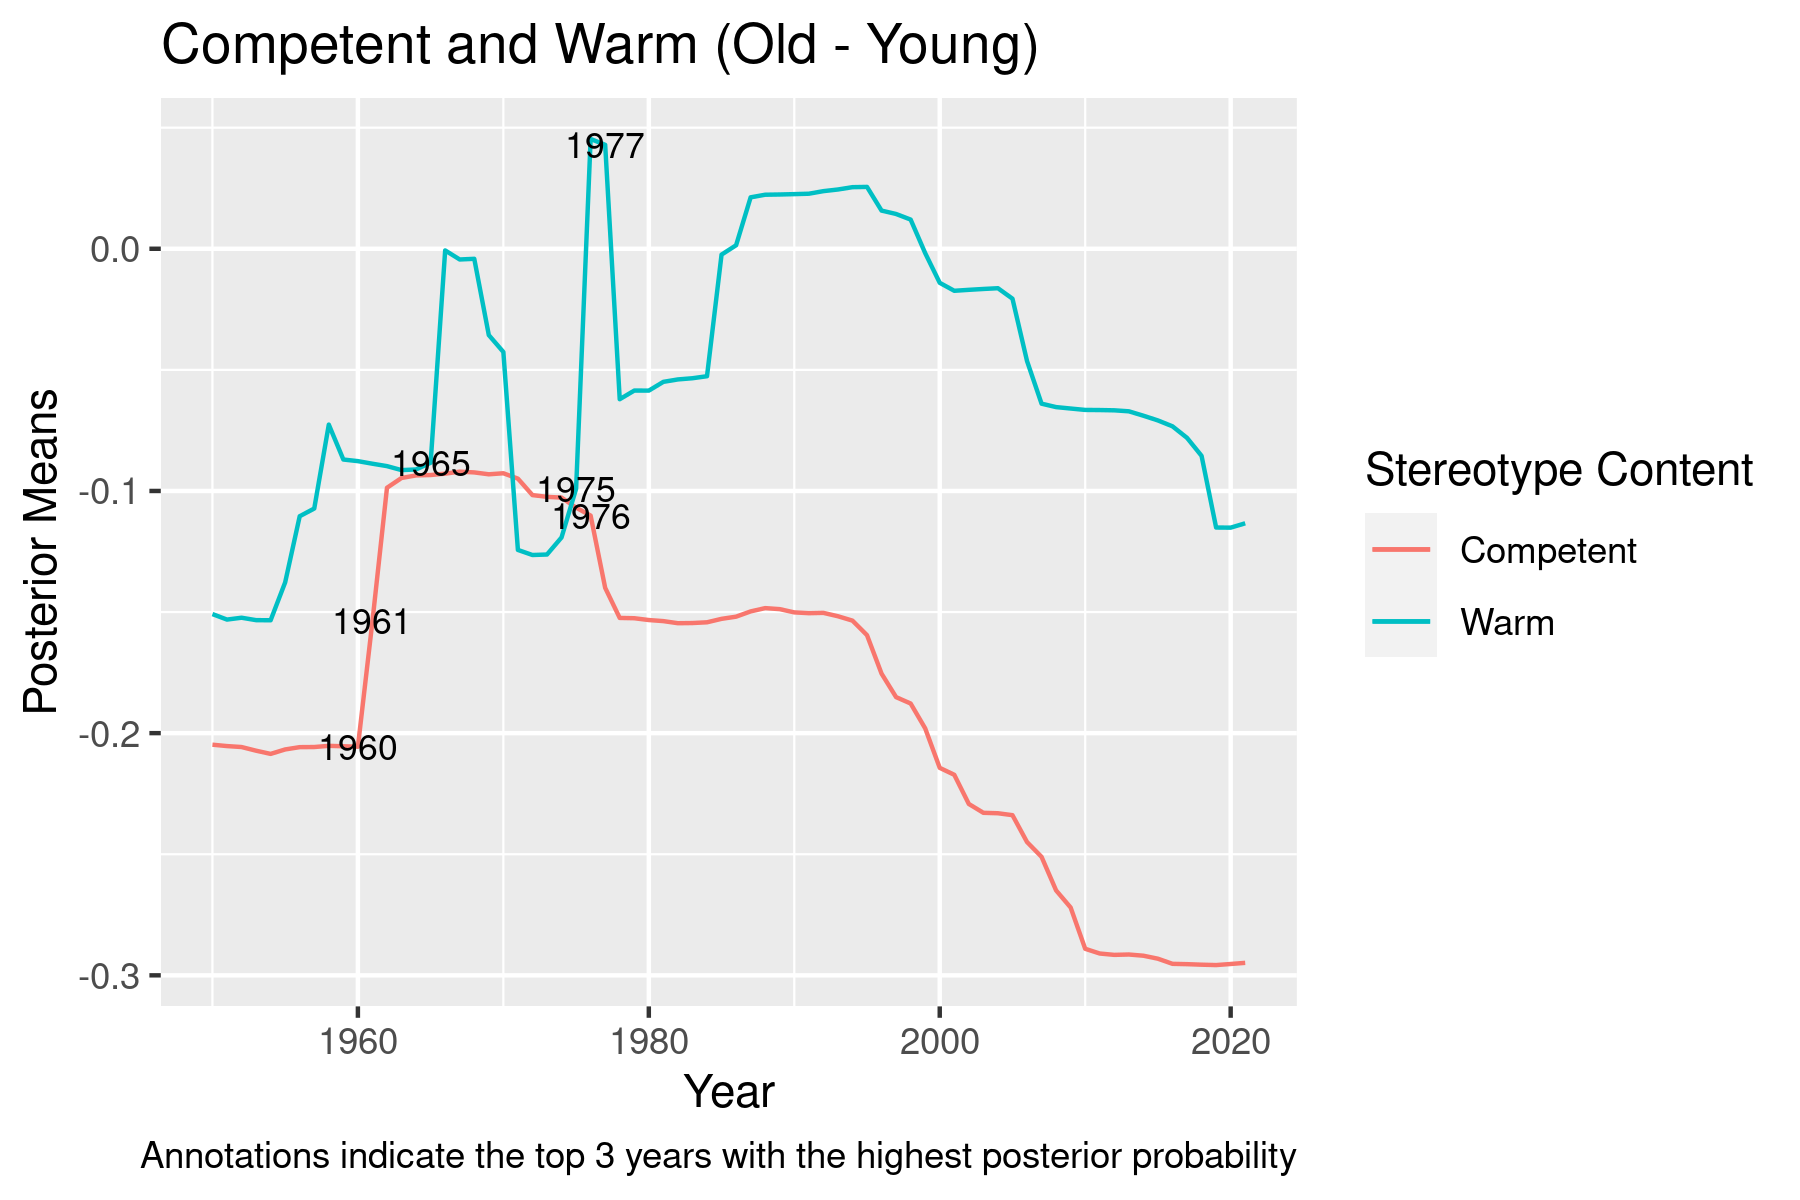 Competent and Warm (Old - Young)
Posterior Means
0.0
-0.1
-0.2
-0.3
1977
1965
1975
1976
1961
1960
1960
1980
2000
2020
Year
Stereotype Content
Competent
Warm
Annotations indicate the top 3 years with the highest posterior probability